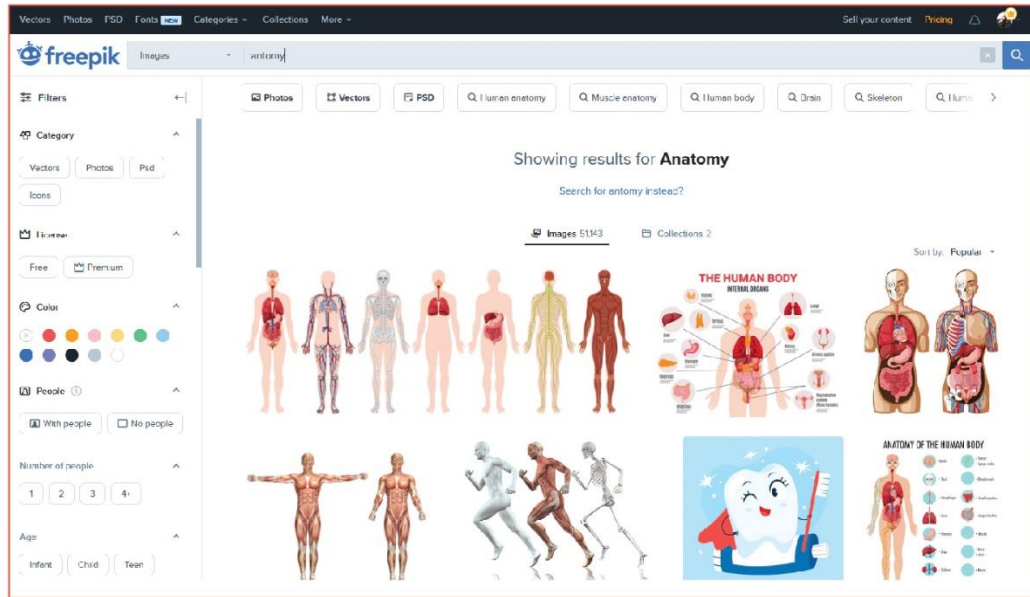 Vectors Photos PSD Fonts NEW Categories Collections More Sell your content Pricing
freepik Images antomy
Filters
Photos Vectors PSD Human anatomy Muscle anatomy Human body Brain Skeleton
Category
Vectors Photos Psd
Icons
License
Free Premium
Color
People
With people No people
Number of people
1 2 3 4+
Age
Infant Child Teen
Showing results for Anatomy
Search for antomy instead?
Images 51,143 Collections 2
Sort by: Popular
THE HUMAN BODY
INTERNAL ORGANS
ANATOMY OF THE HUMAN BODY